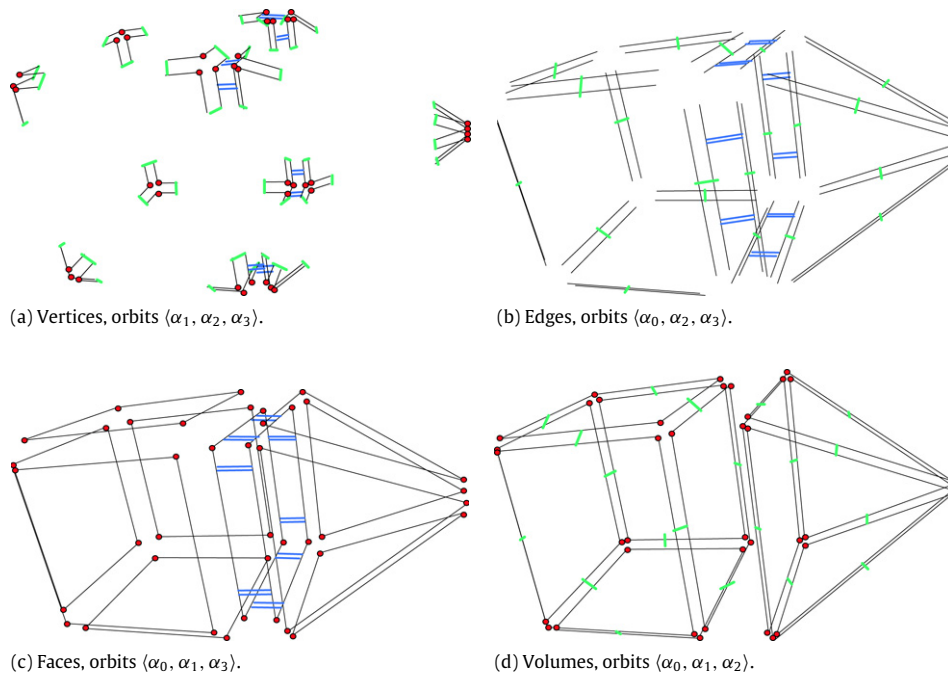 (a) Vertices, orbits ⟨α₁, α₂, α₃⟩.
(b) Edges, orbits ⟨α₀, α₂, α₃⟩.
(c) Faces, orbits ⟨α₀, α₁, α₃⟩.
(d) Volumes, orbits ⟨α₀, α₁, α₂⟩.